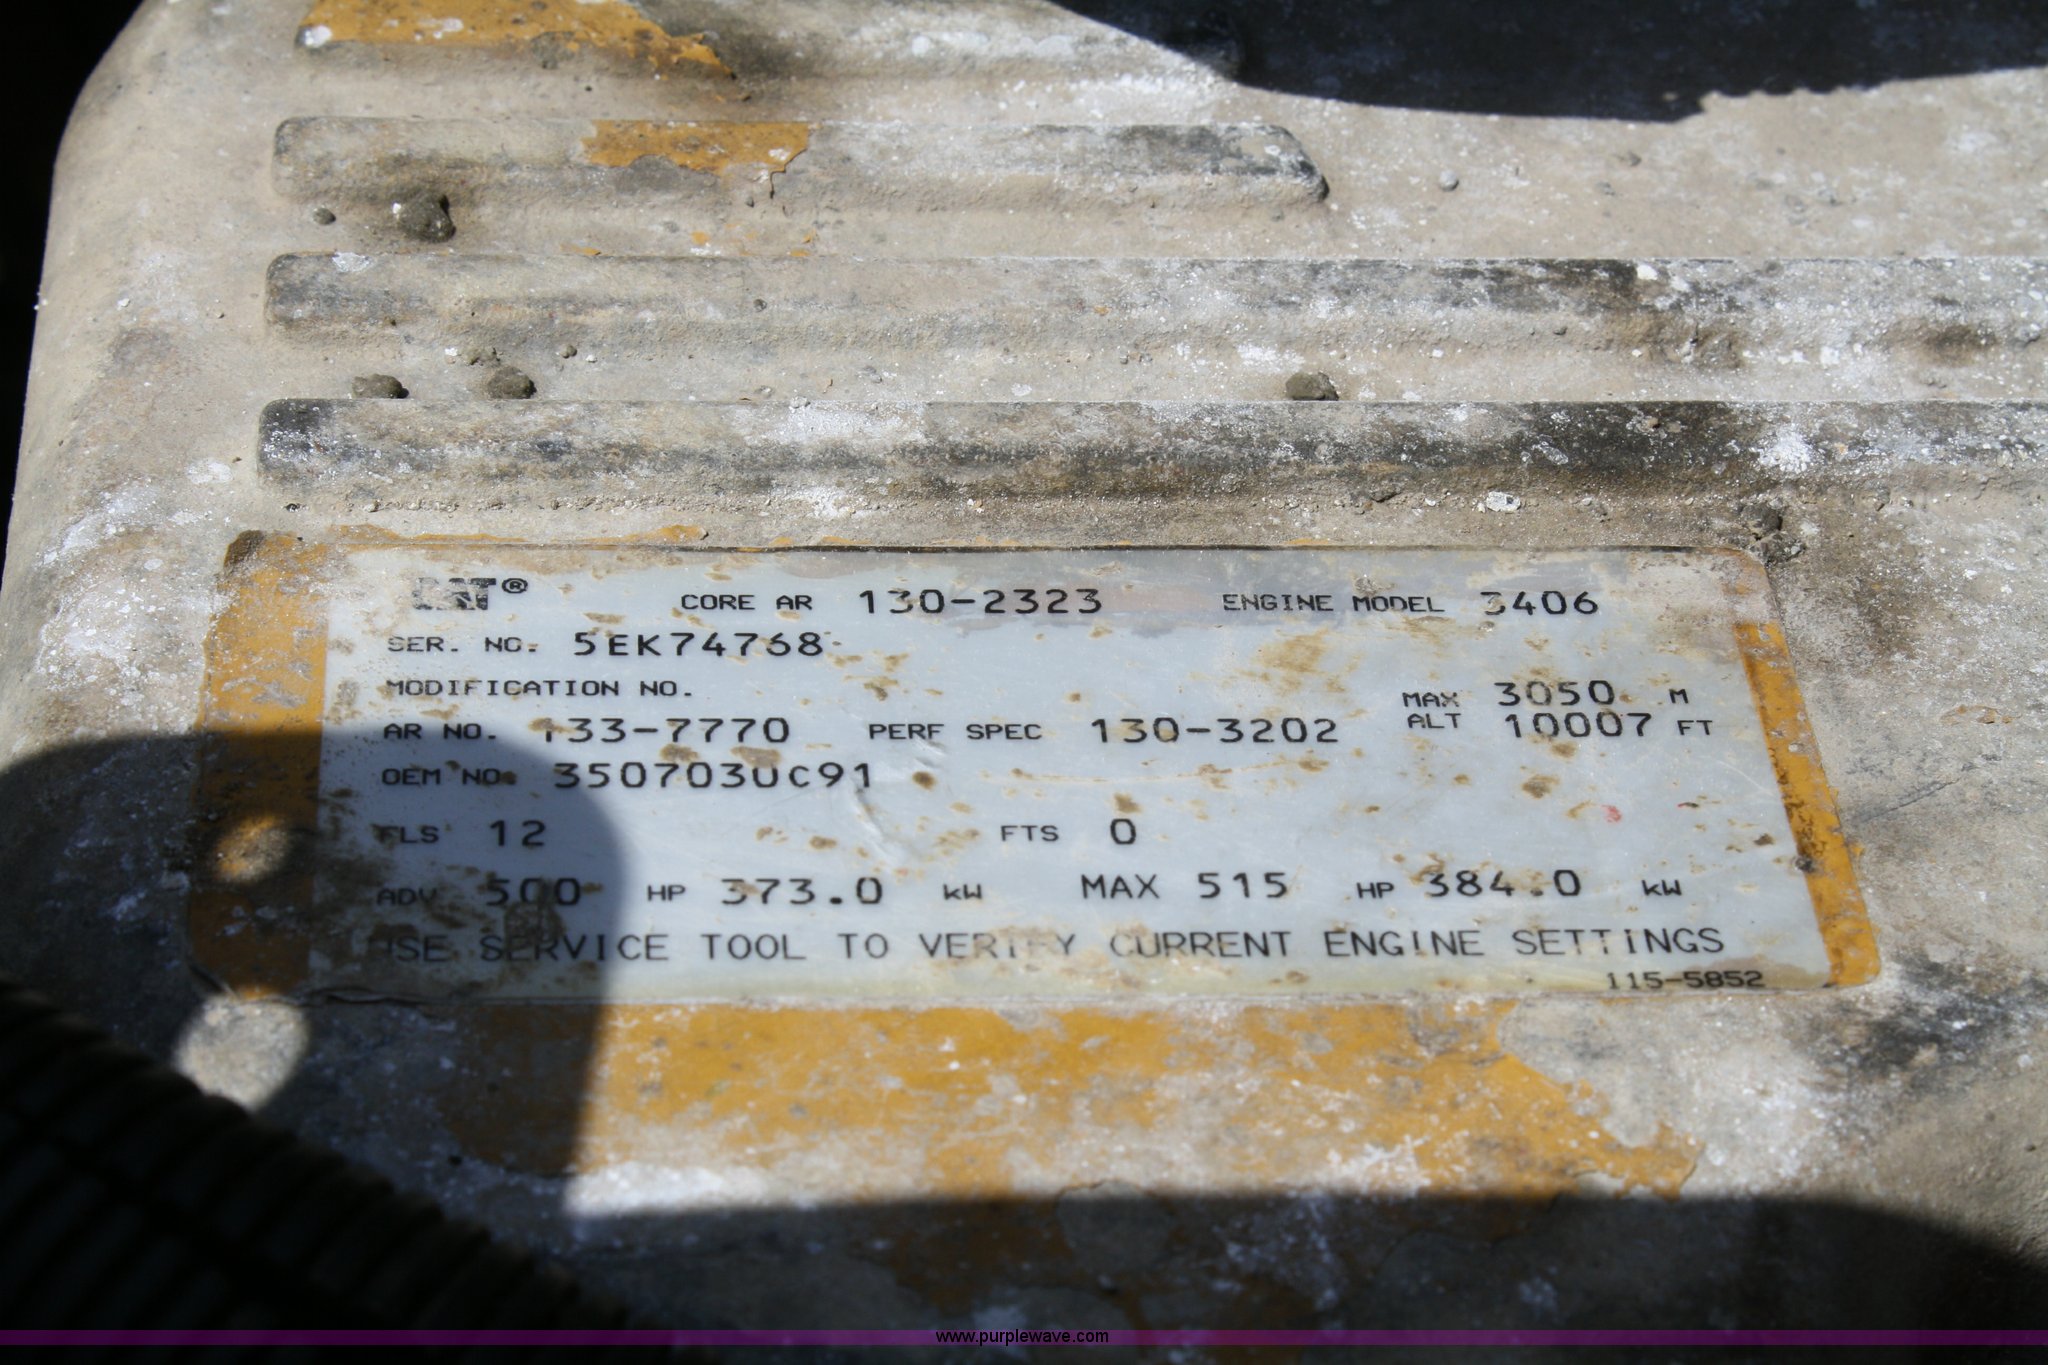 CAT® CORE AR 130-2323 ENGINE MODEL 3406
SER. NO. 5EK74768
MODIFICATION NO.
MAX 3050 M
AR NO. 133-7770 PERF SPEC 130-3202 ALT 10007 FT
OEM NO. 3507030C91
FLS 12 FTS 0
ADV 500 HP 373.0 kW MAX 515 HP 384.0 kW
USE SERVICE TOOL TO VERIFY CURRENT ENGINE SETTINGS
115-5852
www.purplewave.com